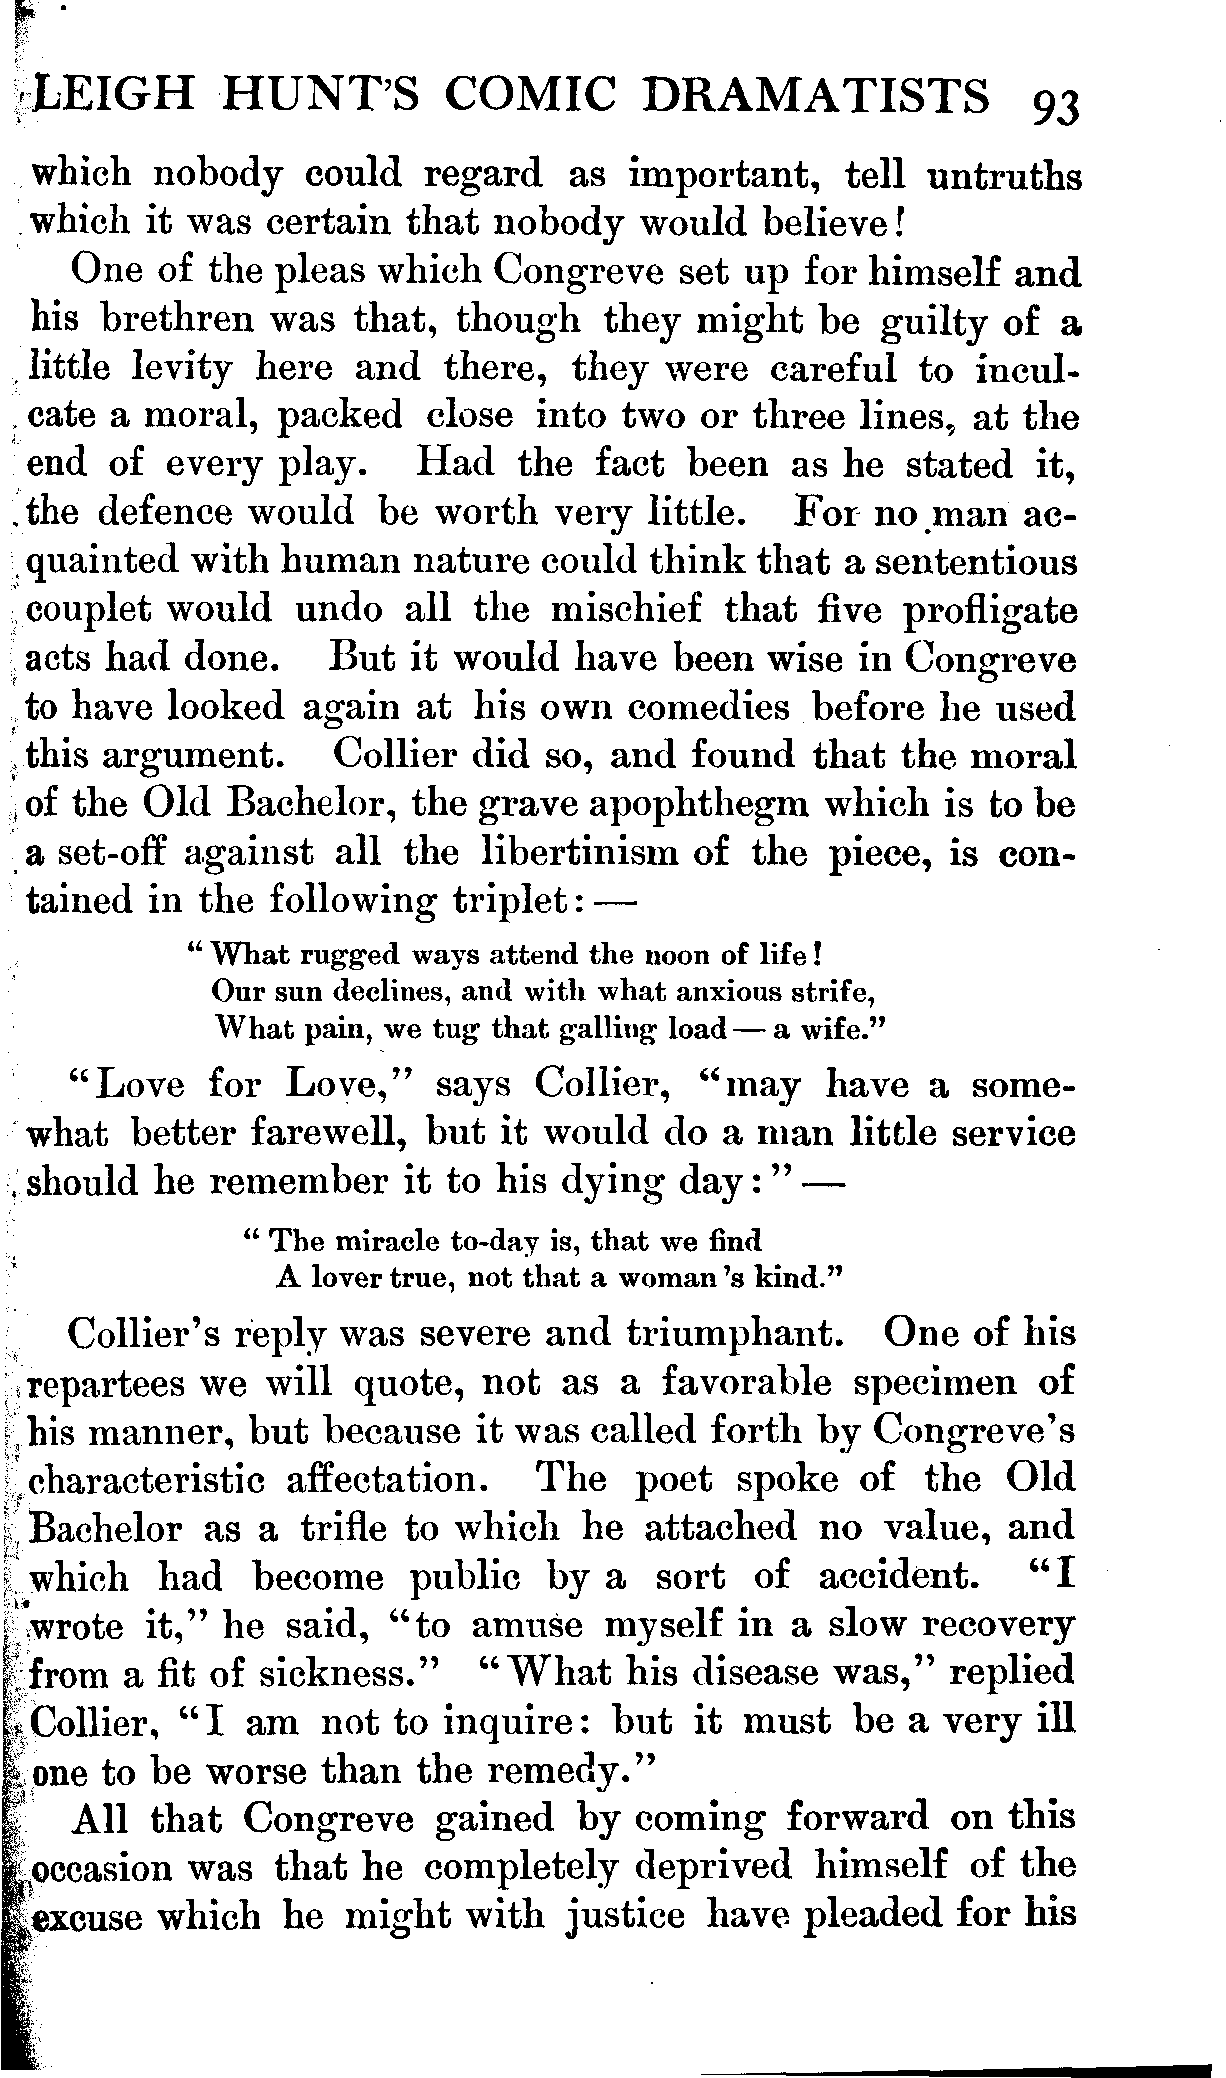 LEIGH HUNT'S COMIC DRAMATISTS 93
which nobody could regard as important, tell untruths
which it was certain that nobody would believe!
One of the pleas which Congreve set up for himself and
his brethren was that, though they might be guilty of a
little levity here and there, they were careful to incul-
cate a moral, packed close into two or three lines, at the
end of every play. Had the fact been as he stated it,
the defence would be worth very little. For no man ac-
quainted with human nature could think that a sententious
couplet would undo all the mischief that five profligate
acts had done. But it would have been wise in Congreve
to have looked again at his own comedies before he used
this argument. Collier did so, and found that the moral
of the Old Bachelor, the grave apophthegm which is to be
a set-off against all the libertinism of the piece, is con-
tained in the following triplet: —
"What rugged ways attend the noon of life!
Our sun declines, and with what anxious strife,
What pain, we tug that galling load — a wife."
"Love for Love," says Collier, "may have a some-
what better farewell, but it would do a man little service
should he remember it to his dying day:" —
"The miracle to-day is, that we find
A lover true, not that a woman 's kind."
Collier's reply was severe and triumphant. One of his
repartees we will quote, not as a favorable specimen of
his manner, but because it was called forth by Congreve's
characteristic affectation. The poet spoke of the Old
Bachelor as a trifle to which he attached no value, and
which had become public by a sort of accident. "I
wrote it," he said, "to amuse myself in a slow recovery
from a fit of sickness." "What his disease was," replied
Collier, "I am not to inquire: but it must be a very ill
one to be worse than the remedy."
All that Congreve gained by coming forward on this
occasion was that he completely deprived himself of the
excuse which he might with justice have pleaded for his